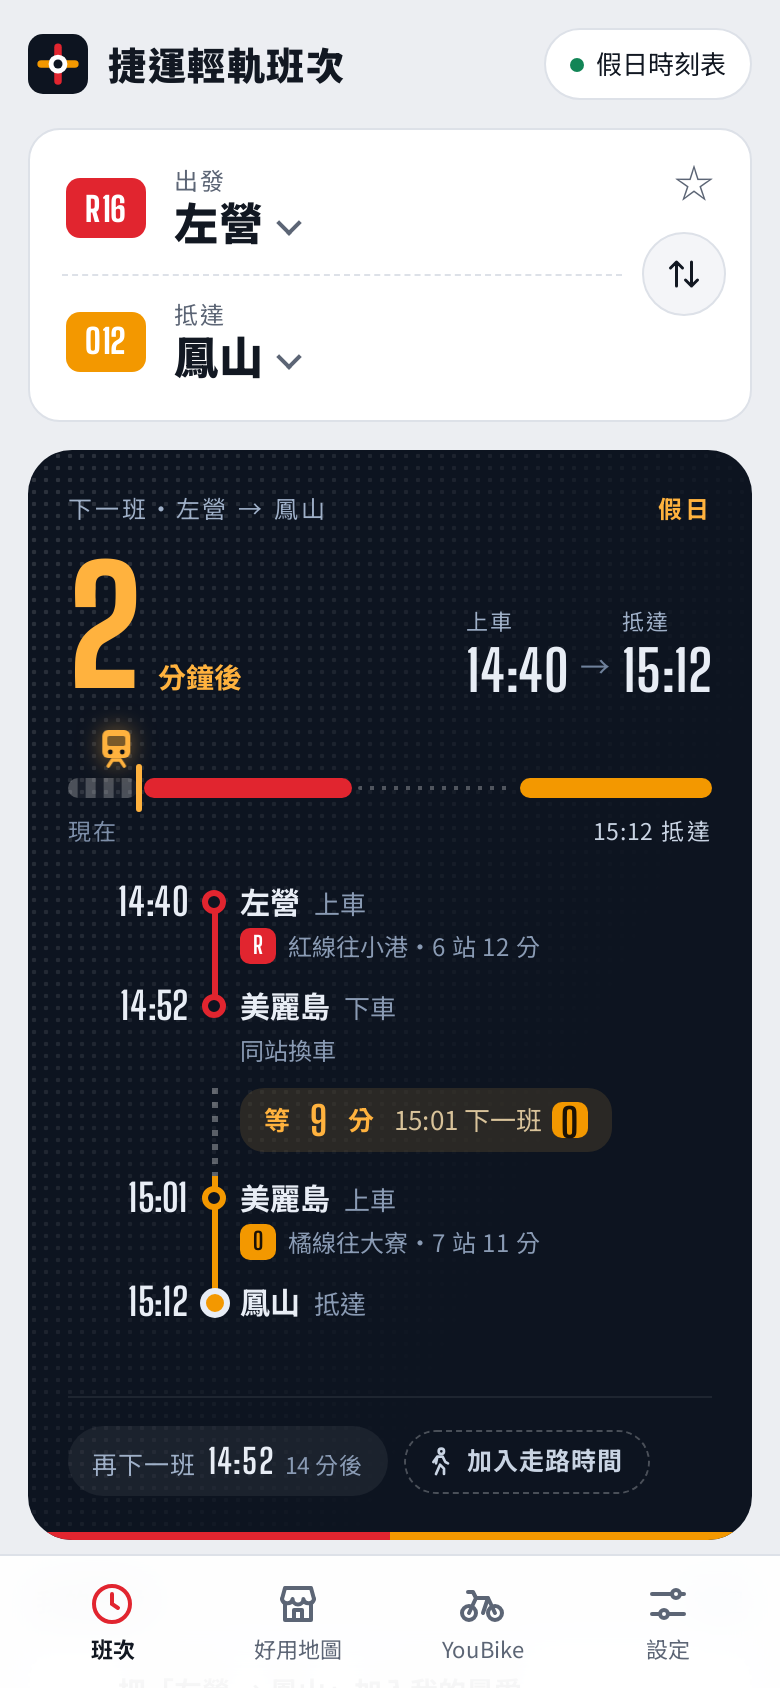 捷運輕軌班次
假日時刻表
R16
出發
左營
☆
O12
抵達
鳳山
下一班・左營 → 鳳山
假日
2 分鐘後
上車 抵達
14:40 → 15:12
現在
15:12 抵達
14:40 左營 上車
R 紅線往小港・6 站 12 分
14:52 美麗島 下車
同站換車
等 9 分 15:01 下一班 O
15:01 美麗島 上車
O 橘線往大寮・7 站 11 分
15:12 鳳山 抵達
再下一班 14:52 14 分後
加入走路時間
班次
好用地圖
YouBike
設定